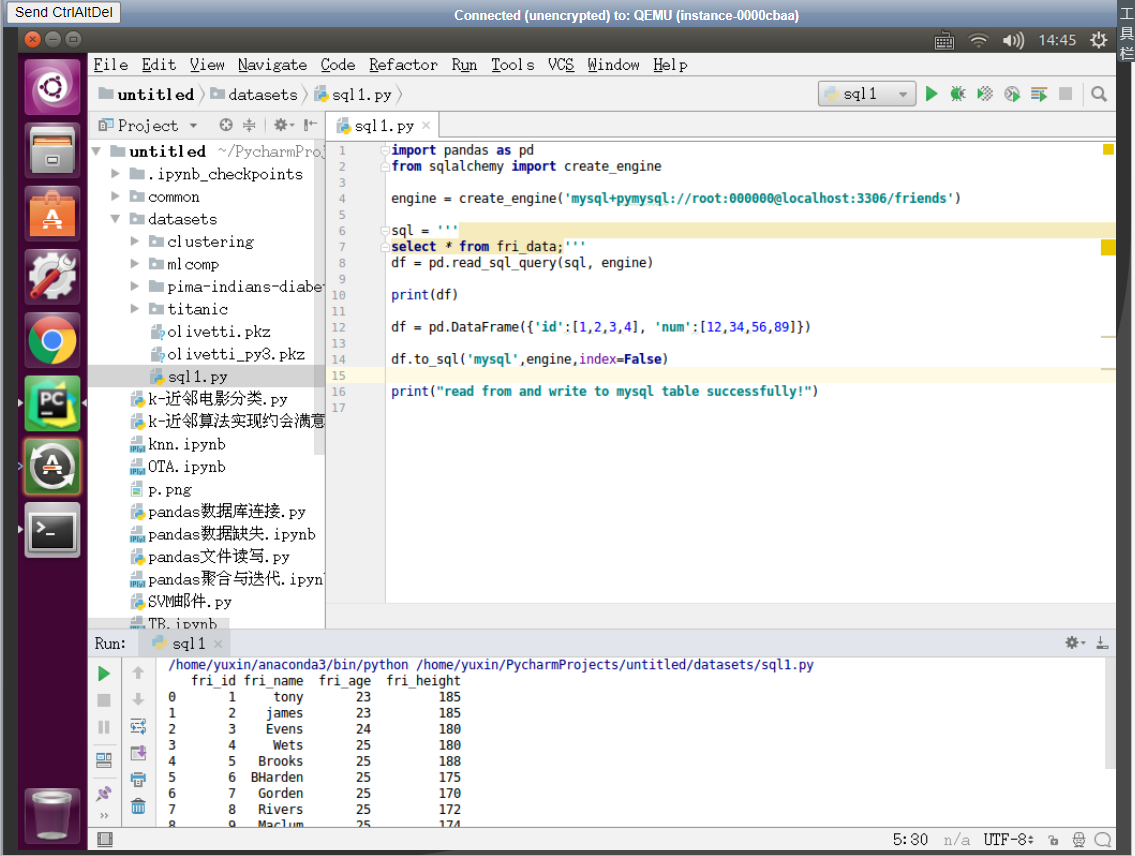 Send CtrlAltDel
Connected (unencrypted) to: QEMU (instance-0000cbaa)
工具栏
14:45
File Edit View Navigate Code Refactor Run Tools VCS Window Help
untitled datasets sql1.py
sql1
Project
sql1.py
untitled ~/PycharmProj
.ipynb_checkpoints
common
datasets
clustering
mlcomp
pima-indians-diabe
titanic
olivetti.pkz
olivetti_py3.pkz
sql1.py
k-近邻电影分类.py
k-近邻算法实现约会满意
knn.ipynb
OTA.ipynb
p.png
pandas数据库连接.py
pandas数据缺失.ipynb
pandas文件读写.py
pandas聚合与迭代.ipyn
SVM邮件.py
TB.ipynb
1 import pandas as pd
2 from sqlalchemy import create_engine
3
4 engine = create_engine('mysql+pymysql://root:000000@localhost:3306/friends')
5
6 sql = '''
7 select * from fri_data;'''
8 df = pd.read_sql_query(sql, engine)
9
10 print(df)
11
12 df = pd.DataFrame({'id':[1,2,3,4], 'num':[12,34,56,89]})
13
14 df.to_sql('mysql',engine,index=False)
15
16 print("read from and write to mysql table successfully!")
17
Run: sql1
/home/yuxin/anaconda3/bin/python /home/yuxin/PycharmProjects/untitled/datasets/sql1.py
fri_id fri_name fri_age fri_height
0 1 tony 23 185
1 2 james 23 185
2 3 Evens 24 180
3 4 Wets 25 180
4 5 Brooks 25 188
5 6 BHarden 25 175
6 7 Gorden 25 170
7 8 Rivers 25 172
8 9 Maclum 25 174
5:30 n/a UTF-8